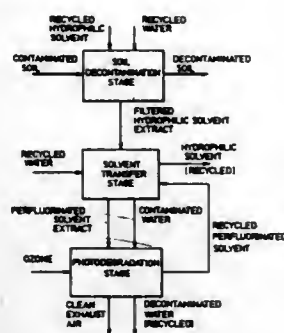 RECYCLED
HYDROPHILIC
SOLVENT
RECYCLED
WATER
CONTAMINATED
SOIL
SOIL
DECONTAMINATION
STAGE
DECONTAMINATED
SOIL
FILTERED
HYDROPHILIC SOLVENT
EXTRACT
RECYCLED
WATER
SOLVENT
TRANSFER
STAGE
HYDROPHILIC
SOLVENT
[RECYCLED]
PERFLUORINATED
SOLVENT
EXTRACT
CONTAMINATED
WATER
RECYCLED
PERFLUORINATED
SOLVENT
OZONE
PHOTODEGRADATION
STAGE
CLEAN
EXHAUST
AIR
DECONTAMINATED
WATER
[RECYCLED]